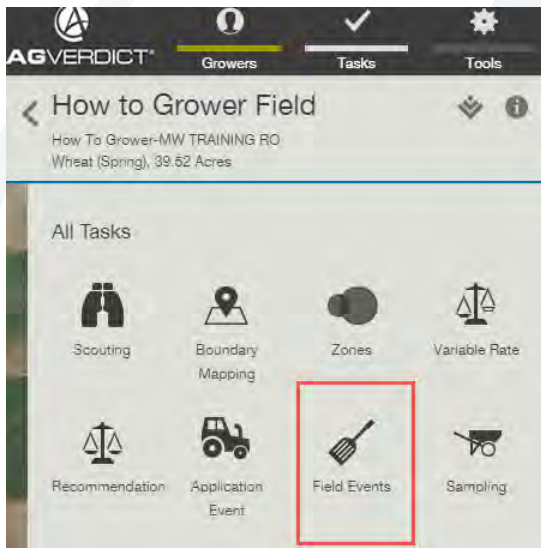 AGVERDICT®
Growers
Tasks
Tools
How to Grower Field
How To Grower-MW TRAINING RO
Wheat (Spring), 39.52 Acres
All Tasks
Scouting
Boundary
Mapping
Zones
Variable Rate
Recommendation
Application
Event
Field Events
Sampling